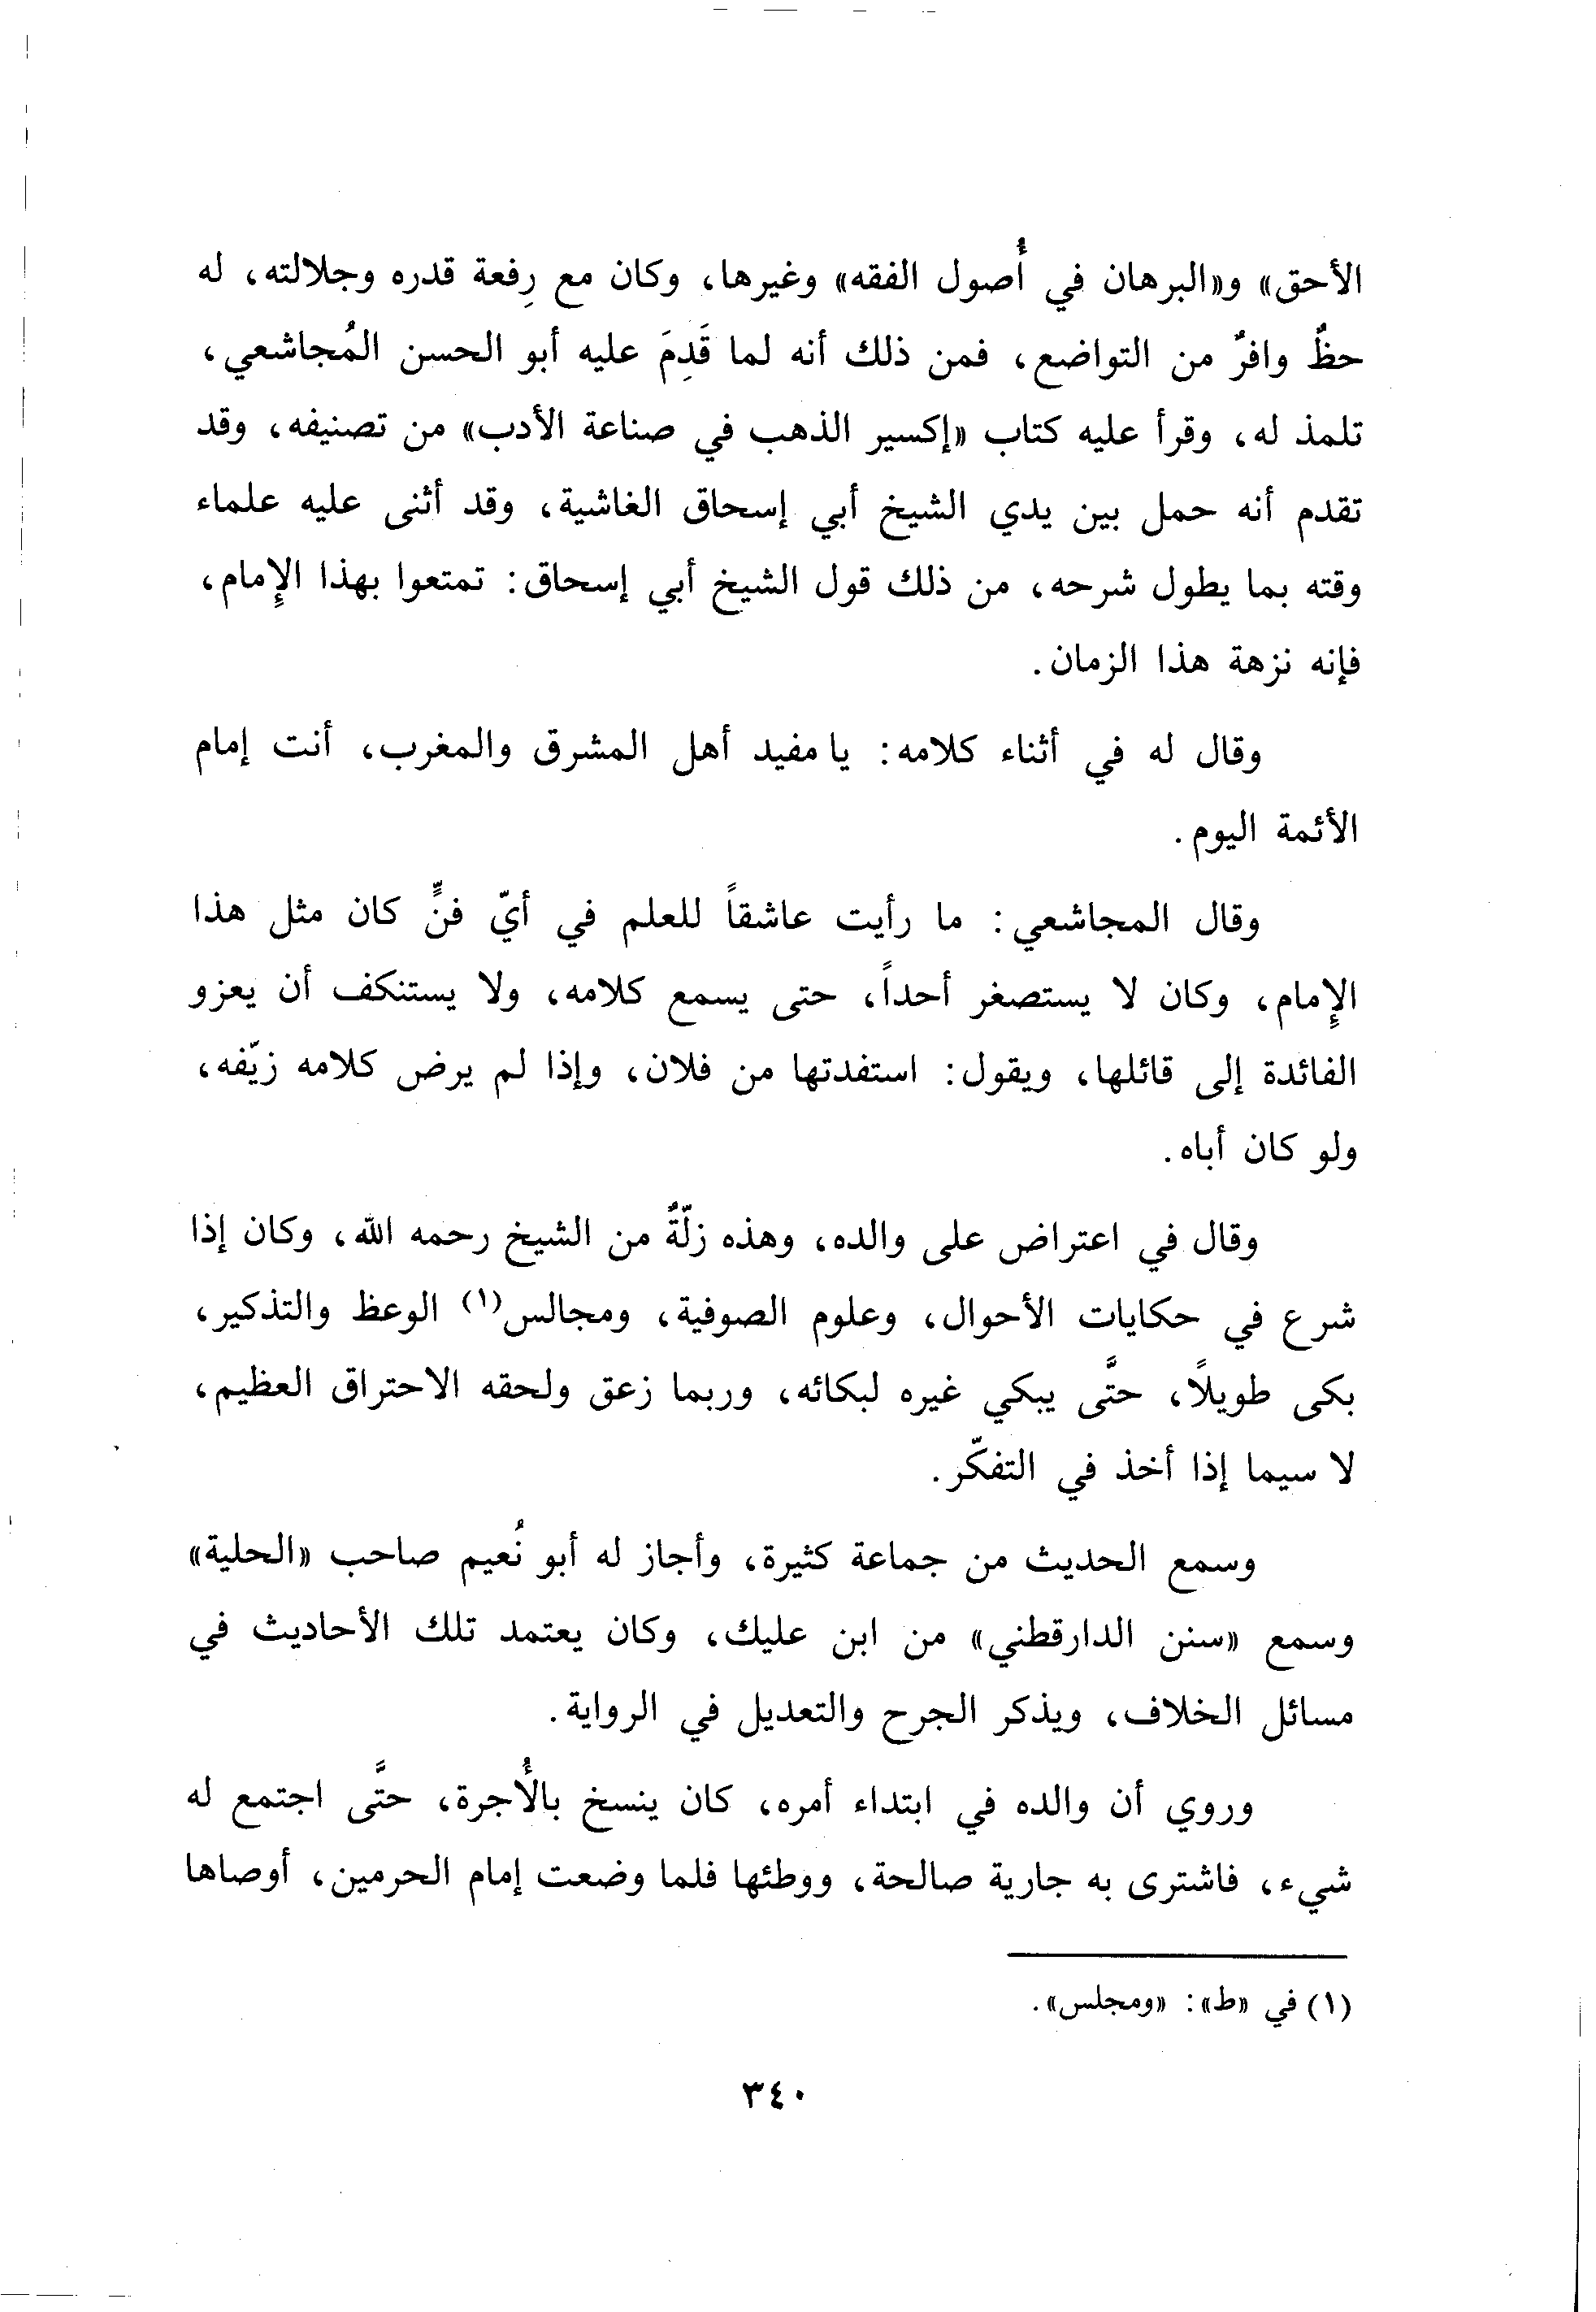 الأحق» و«البرهان في أُصول الفقه» وغيرها، وكان مع رِفعة قدره وجلالته، له
حظٌ وافرٌ من التواضع، فمن ذلك أنه لما قَدِمَ عليه أبو الحسن المُجاشعي،
تلمذ له، وقرأ عليه كتاب «إكسير الذهب في صناعة الأدب» من تصنيفه، وقد
تقدم أنه حمل بين يدي الشيخ أبي إسحاق الغاشية، وقد أثنى عليه علماء
وقته بما يطول شرحه، من ذلك قول الشيخ أبي إسحاق: تمتعوا بهذا الإِمام،
فإنه نزهة هذا الزمان.
وقال له في أثناء كلامه: يا مفيد أهل المشرق والمغرب، أنت إمام
الأئمة اليوم.
وقال المجاشعي: ما رأيت عاشقاً للعلم في أيّ فنٍّ كان مثل هذا
الإِمام، وكان لا يستصغر أحداً، حتى يسمع كلامه، ولا يستنكف أن يعزو
الفائدة إلى قائلها، ويقول: استفدتها من فلان، وإذا لم يرض كلامه زيّفه،
ولو كان أباه.
وقال في اعتراض على والده، وهذه زلّةٌ من الشيخ رحمه الله، وكان إذا
شرع في حكايات الأحوال، وعلوم الصوفية، ومجالس(١) الوعظ والتذكير،
بكى طويلاً، حتَّى يبكي غيره لبكائه، وربما زعق ولحقه الاحتراق العظيم،
لا سيما إذا أخذ في التفكّر.
وسمع الحديث من جماعة كثيرة، وأجاز له أبو نُعيم صاحب «الحلية»
وسمع «سنن الدارقطني» من ابن عليك، وكان يعتمد تلك الأحاديث في
مسائل الخلاف، ويذكر الجرح والتعديل في الرواية.
وروي أن والده في ابتداء أمره، كان ينسخ بالأُجرة، حتَّى اجتمع له
شيء، فاشترى به جارية صالحة، ووطئها فلما وضعت إمام الحرمين، أوصاها
(١) في «ط»: «ومجلس».
٣٤٠